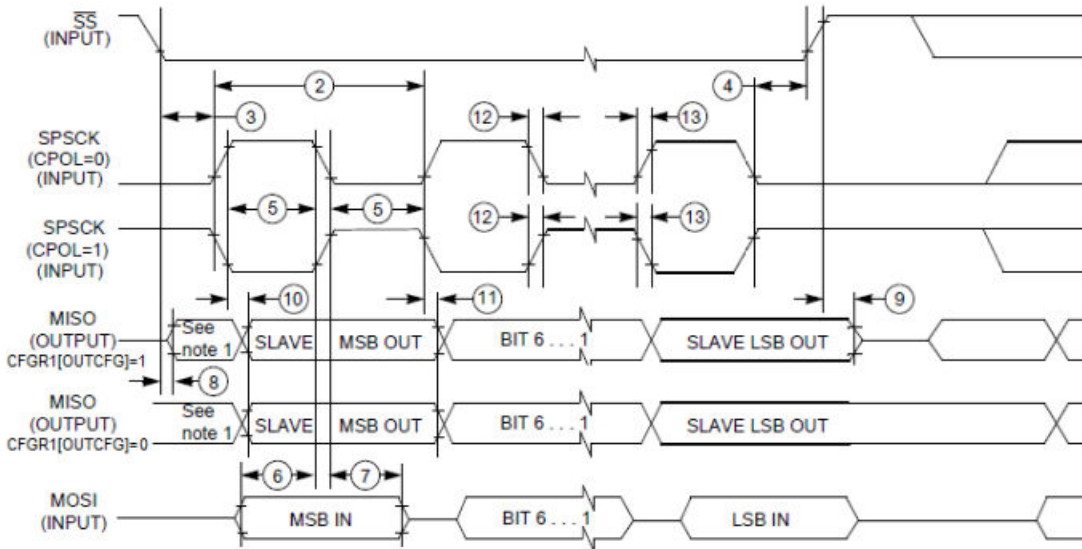 SS
(INPUT)
2
4
3
12
13
SPSCK
(CPOL=0)
(INPUT)
5
5
SPSCK
(CPOL=1)
(INPUT)
12
13
10
11
9
MISO
(OUTPUT)
CFGR1[OUTCFG]=1
See
note 1
SLAVE
MSB OUT
BIT 6 . . . 1
SLAVE LSB OUT
8
MISO
(OUTPUT)
CFGR1[OUTCFG]=0
See
note 1
SLAVE
MSB OUT
BIT 6 . . . 1
SLAVE LSB OUT
6
7
MOSI
(INPUT)
MSB IN
BIT 6 . . . 1
LSB IN